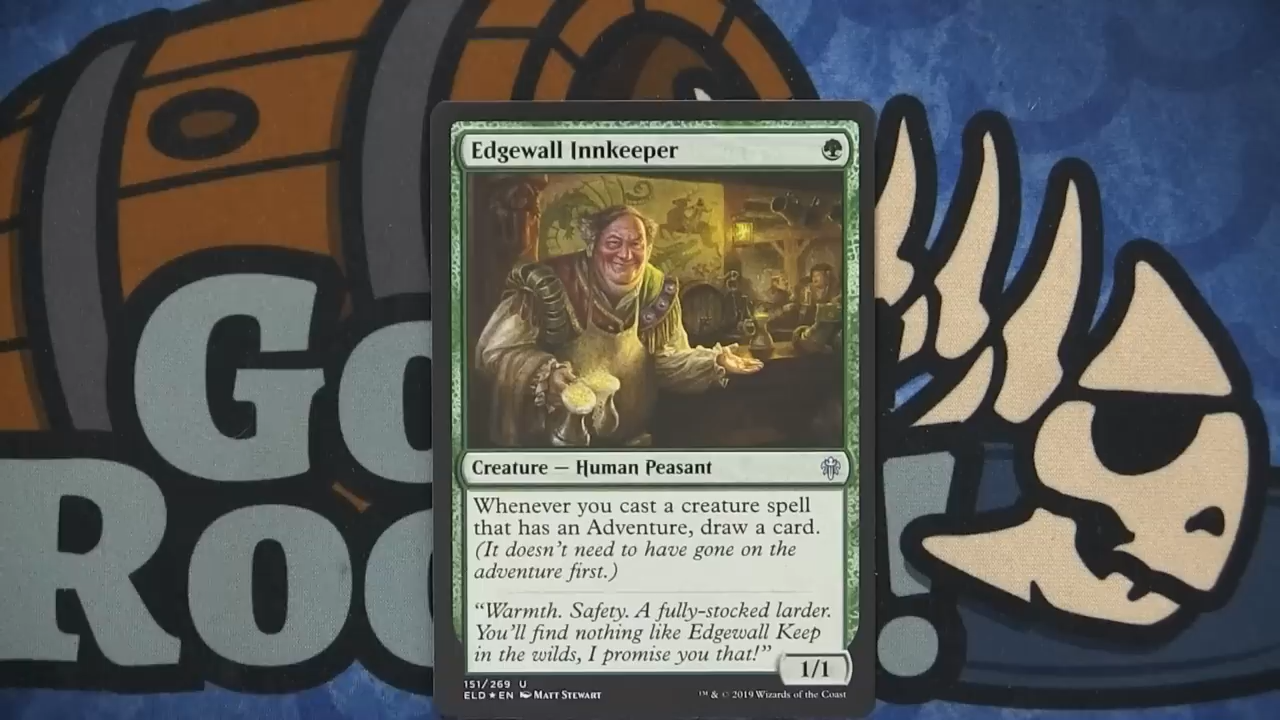 Edgewall Innkeeper
Creature — Human Peasant
Whenever you cast a creature spell
that has an Adventure, draw a card.
(It doesn't need to have gone on the
adventure first.)
"Warmth. Safety. A fully-stocked larder.
You'll find nothing like Edgewall Keep
in the wilds, I promise you that!"
1/1
151/269 U
ELD ★ EN Matt Stewart
™ & © 2019 Wizards of the Coast